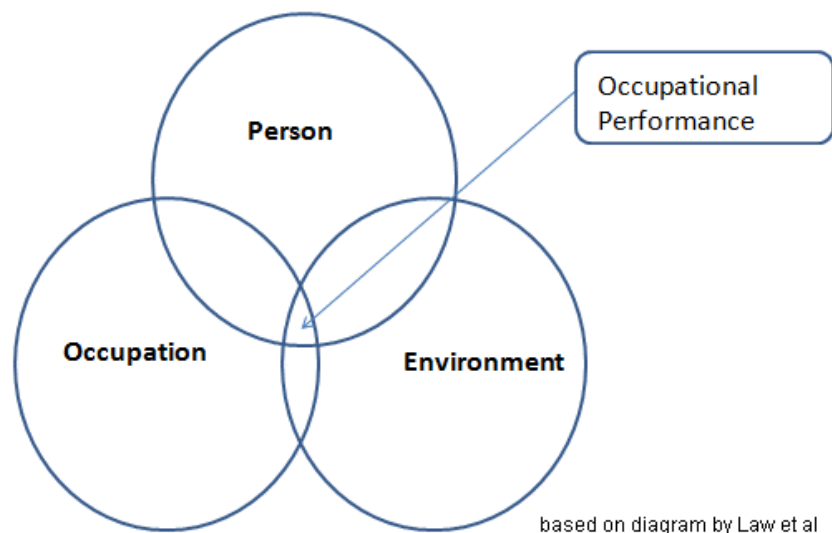 Person
Occupational
Performance
Occupation
Environment
based on diagram by Law et al